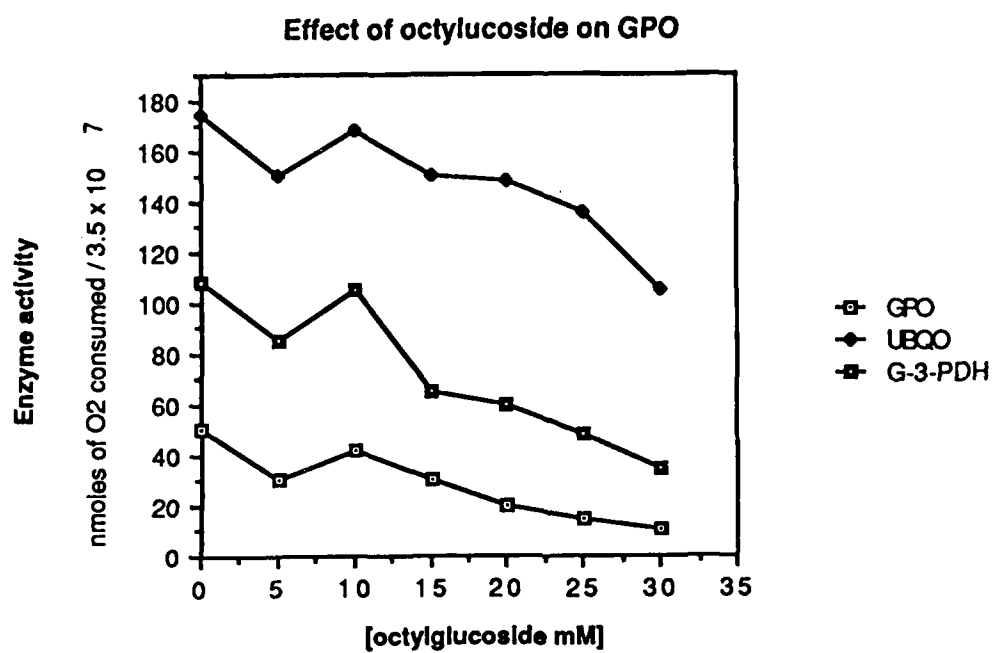 Effect of octylucoside on GPO
Enzyme activity
nmoles of O2 consumed / 3.5 x 10 7
180
160
140
120
100
80
60
40
20
0
0 5 10 15 20 25 30 35
[octylglucoside mM]
GPO
UBQO
G-3-PDH